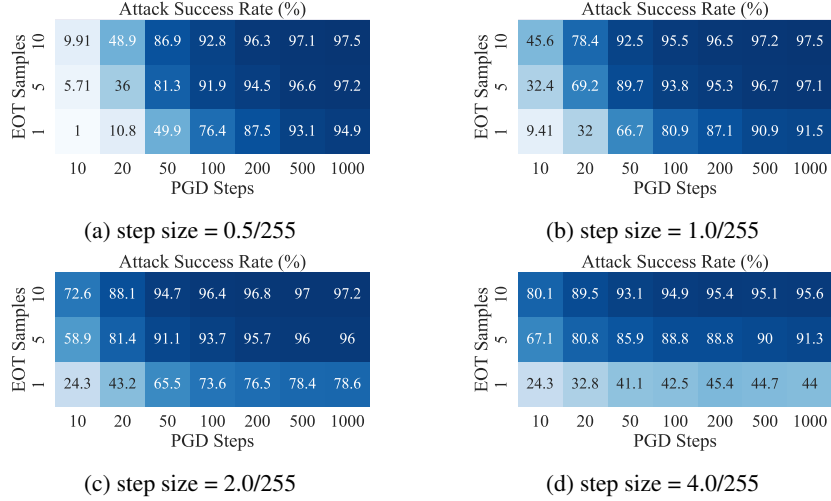 Attack Success Rate (%)
EOT Samples
10 9.91 48.9 86.9 92.8 96.3 97.1 97.5
5 5.71 36 81.3 91.9 94.5 96.6 97.2
1 1 10.8 49.9 76.4 87.5 93.1 94.9
10 20 50 100 200 500 1000
PGD Steps
(a) step size = 0.5/255
Attack Success Rate (%)
EOT Samples
10 45.6 78.4 92.5 95.5 96.5 97.2 97.5
5 32.4 69.2 89.7 93.8 95.3 96.7 97.1
1 9.41 32 66.7 80.9 87.1 90.9 91.5
10 20 50 100 200 500 1000
PGD Steps
(b) step size = 1.0/255
Attack Success Rate (%)
EOT Samples
10 72.6 88.1 94.7 96.4 96.8 97 97.2
5 58.9 81.4 91.1 93.7 95.7 96 96
1 24.3 43.2 65.5 73.6 76.5 78.4 78.6
10 20 50 100 200 500 1000
PGD Steps
(c) step size = 2.0/255
Attack Success Rate (%)
EOT Samples
10 80.1 89.5 93.1 94.9 95.4 95.1 95.6
5 67.1 80.8 85.9 88.8 88.8 90 91.3
1 24.3 32.8 41.1 42.5 45.4 44.7 44
10 20 50 100 200 500 1000
PGD Steps
(d) step size = 4.0/255